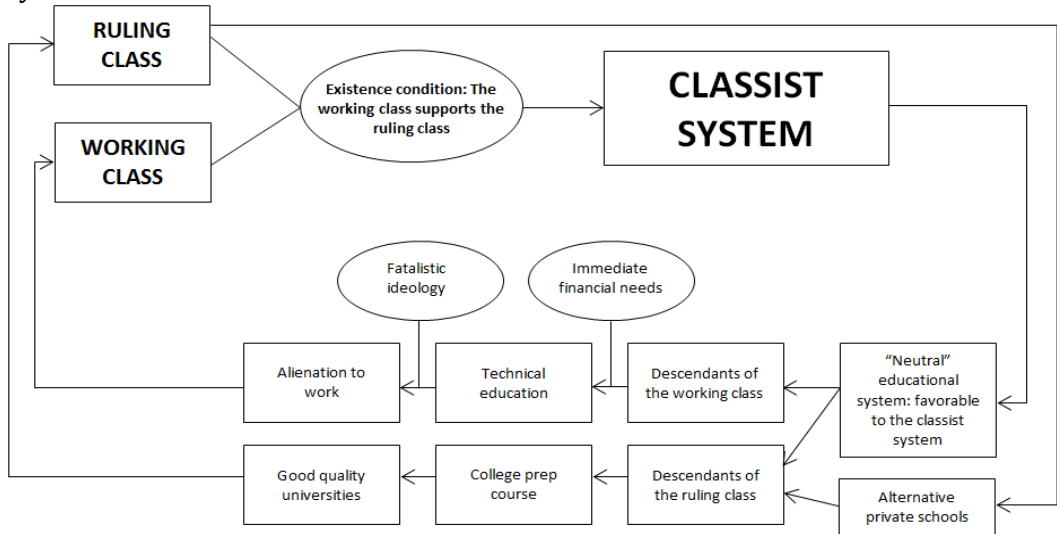 RULING
CLASS
WORKING
CLASS
Existence condition: The
working class supports the
ruling class
CLASSIST
SYSTEM
Fatalistic
ideology
Immediate
financial needs
Alienation to
work
Technical
education
Descendants of
the working class
“Neutral”
educational
system: favorable
to the classist
system
Good quality
universities
College prep
course
Descendants
of the ruling class
Alternative
private schools